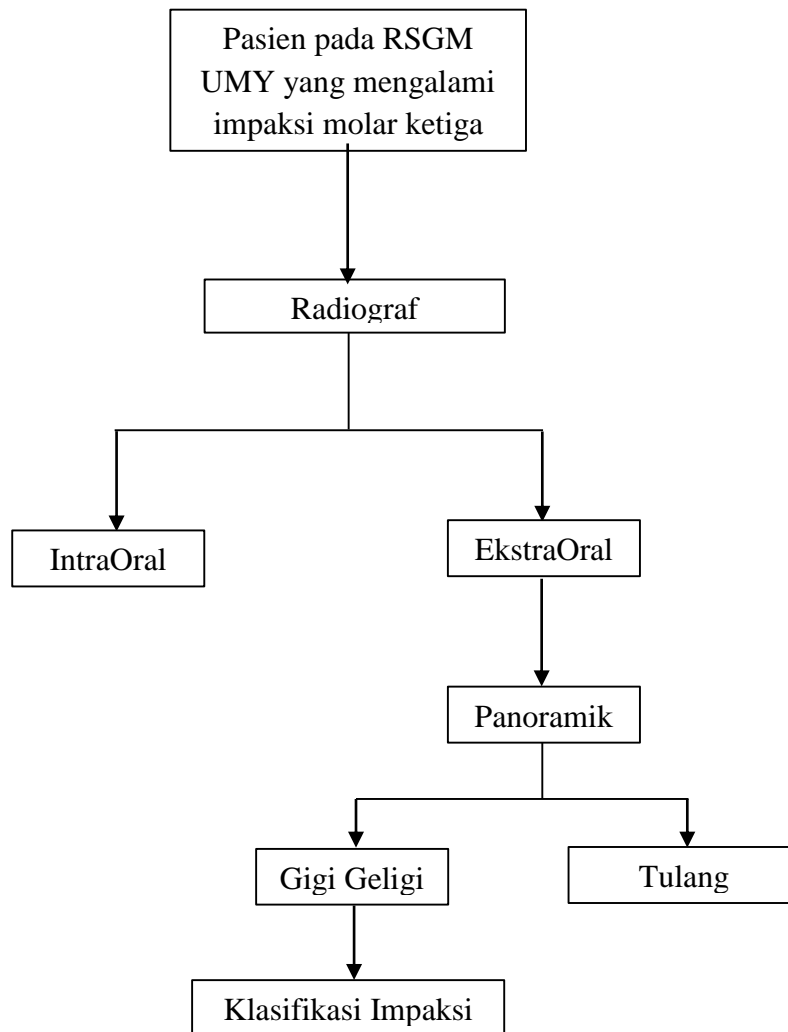 Pasien pada RSGM
UMY yang mengalami
impaksi molar ketiga
Radiograf
IntraOral
EkstraOral
Panoramik
Gigi Geligi
Tulang
Klasifikasi Impaksi